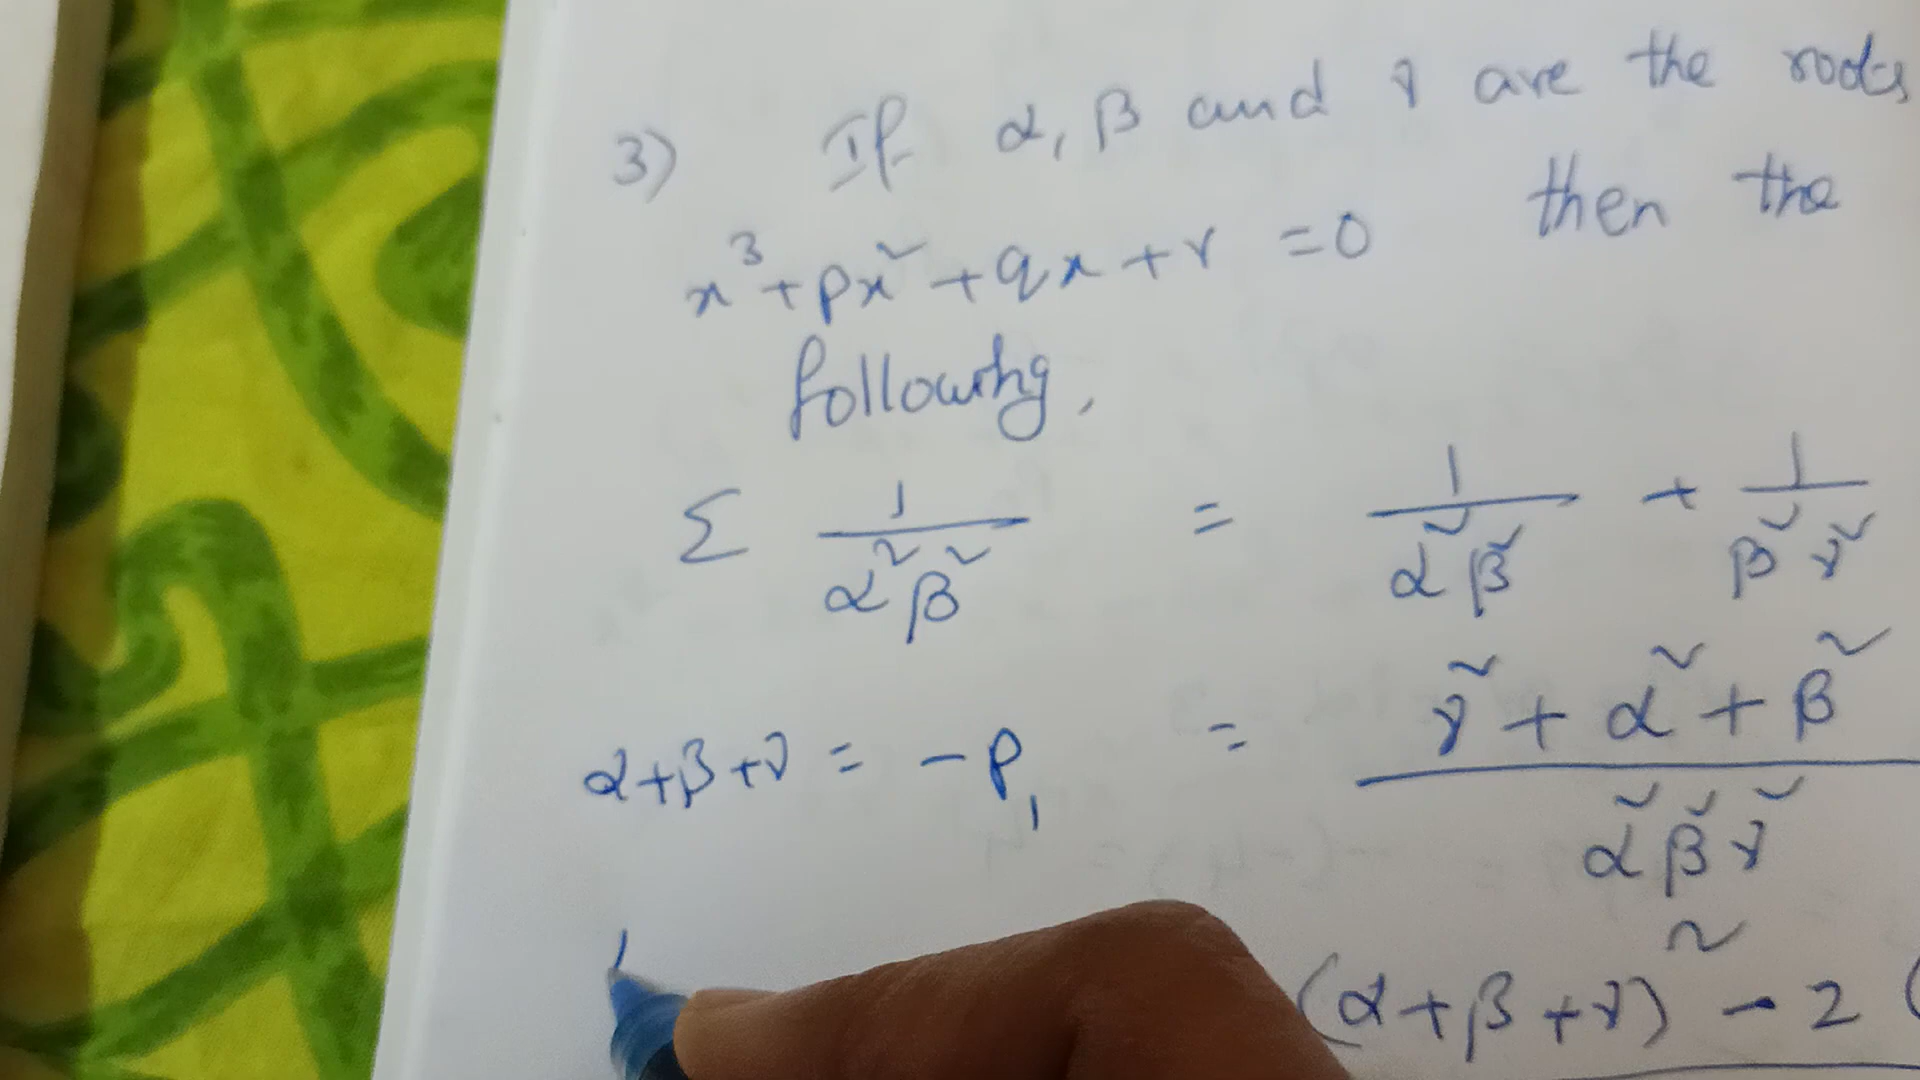 3) If α, β and γ are the roots
x³ + px² + qx + r = 0 then the
following,
Σ 1/(α²β²) = 1/(α²β²) + 1/(β²γ²)
α+β+γ = -P, = (γ² + α² + β²)/(α²β²γ²)
(α+β+γ)² - 2 (